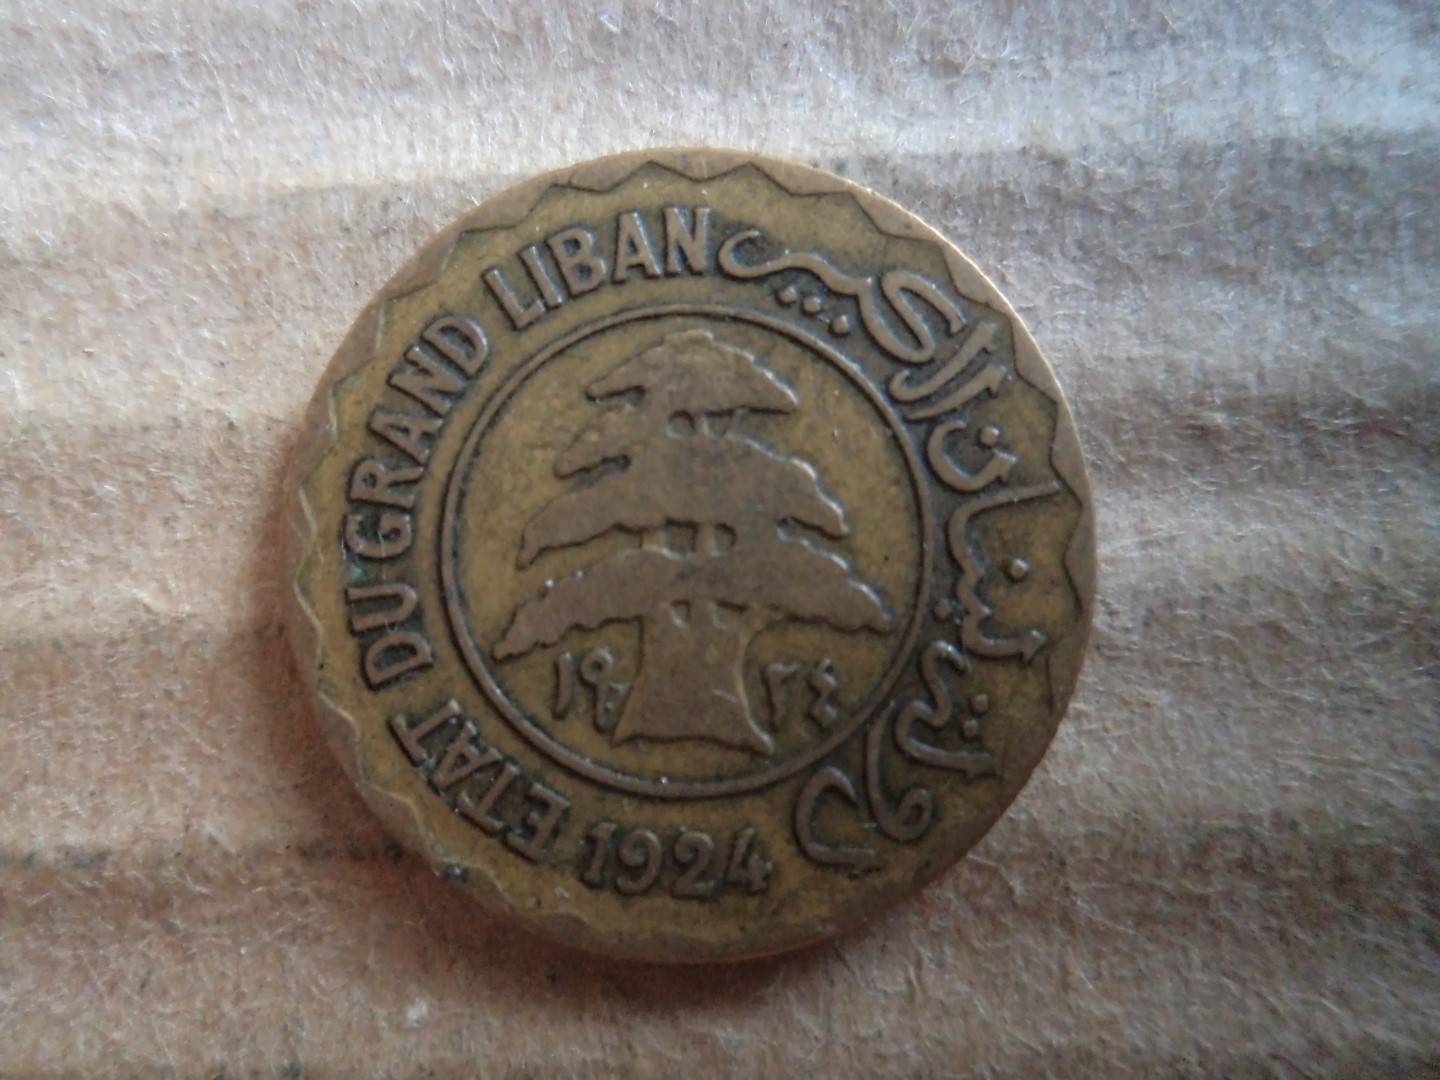 ETAT DU GRAND LIBAN
دولة لبنان الكبير
١٩٢٤
1924